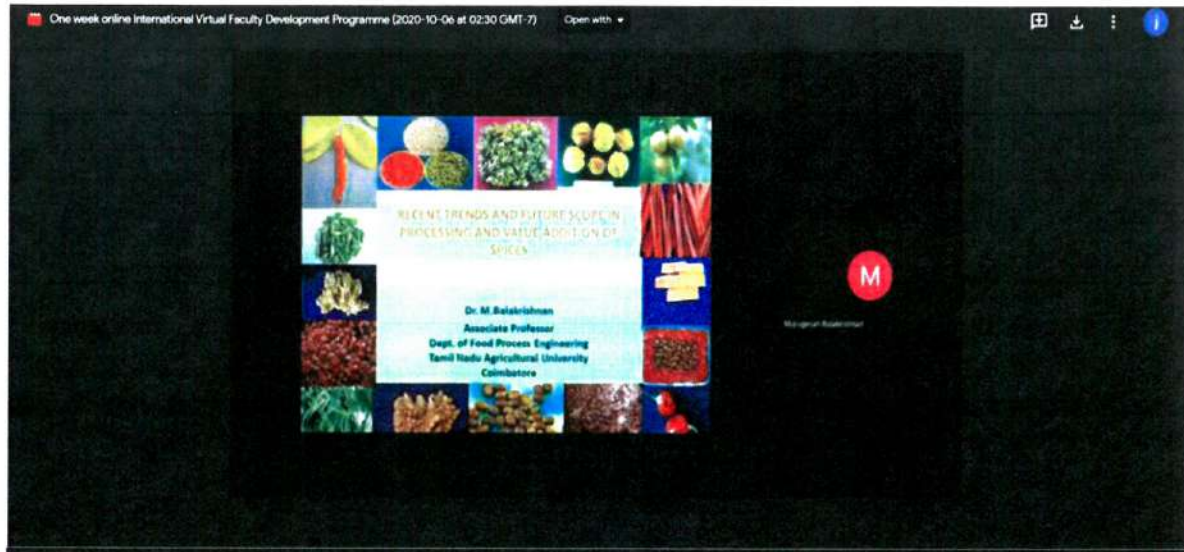 One week online International Virtual Faculty Development Programme (2020-10-06 at 02:30 GMT-7)
Open with
i
RECENT TRENDS AND FUTURE SCOPE IN
PROCESSING AND VALUE ADDITION OF
SPICES
Dr. M.Balakrishnan
Associate Professor
Dept. of Food Process Engineering
Tamil Nadu Agricultural University
Coimbatore
M
Balakrishnan